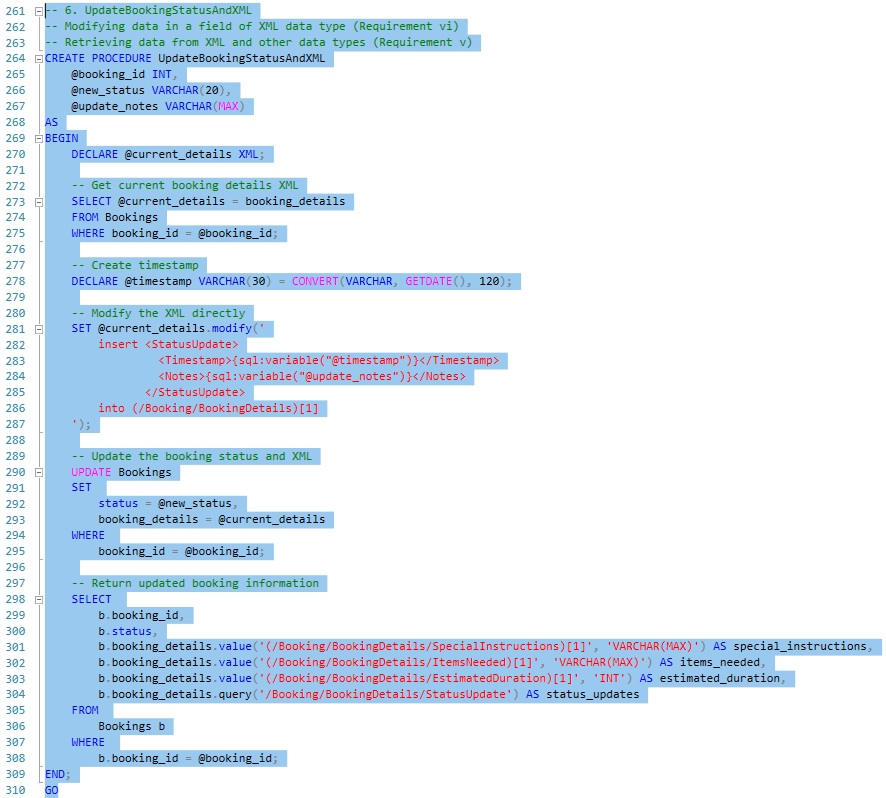 261 -- 6. UpdateBookingStatusAndXML
262 -- Modifying data in a field of XML data type (Requirement vi)
263 -- Retrieving data from XML and other data types (Requirement v)
264 CREATE PROCEDURE UpdateBookingStatusAndXML
265     @booking_id INT,
266     @new_status VARCHAR(20),
267     @update_notes VARCHAR(MAX)
268 AS
269 BEGIN
270     DECLARE @current_details XML;
271
272     -- Get current booking details XML
273     SELECT @current_details = booking_details
274     FROM Bookings
275     WHERE booking_id = @booking_id;
276
277     -- Create timestamp
278     DECLARE @timestamp VARCHAR(30) = CONVERT(VARCHAR, GETDATE(), 120);
279
280     -- Modify the XML directly
281     SET @current_details.modify('
282         insert <StatusUpdate>
283                  <Timestamp>{sql:variable("@timestamp")}</Timestamp>
284                  <Notes>{sql:variable("@update_notes")}</Notes>
285                </StatusUpdate>
286         into (/Booking/BookingDetails)[1]
287     ');
288
289     -- Update the booking status and XML
290     UPDATE Bookings
291     SET
292         status = @new_status,
293         booking_details = @current_details
294     WHERE
295         booking_id = @booking_id;
296
297     -- Return updated booking information
298     SELECT
299         b.booking_id,
300         b.status,
301         b.booking_details.value('(/Booking/BookingDetails/SpecialInstructions)[1]', 'VARCHAR(MAX)') AS special_instructions,
302         b.booking_details.value('(/Booking/BookingDetails/ItemsNeeded)[1]', 'VARCHAR(MAX)') AS items_needed,
303         b.booking_details.value('(/Booking/BookingDetails/EstimatedDuration)[1]', 'INT') AS estimated_duration,
304         b.booking_details.query('/Booking/BookingDetails/StatusUpdate') AS status_updates
305     FROM
306         Bookings b
307     WHERE
308         b.booking_id = @booking_id;
309 END;
310 GO